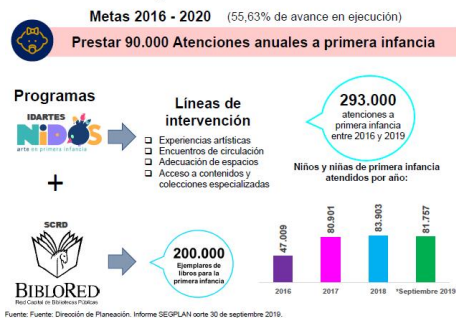 Metas 2016 - 2020 (55,63% de avance en ejecución)
Prestar 90.000 Atenciones anuales a primera infancia
Programas
IDARTES
NiDOS
arte en primera infancia
+
SCRD
BIBLORED
Red Capital de Bibliotecas Públicas
Líneas de
intervención
Experiencias artísticas
Encuentros de circulación
Adecuación de espacios
Acceso a contenidos y
colecciones especializadas
200.000
Ejemplares de
libros para la
primera infancia
293.000
atenciones a
primera infancia
entre 2016 y 2019
Niños y niñas de primera infancia
atendidos por año:
47.009
80.901
83.903
81.757
2016
2017
2018
*Septiembre 2019
Fuente: Fuente: Dirección de Planeación. Informe SEGPLAN corte 30 de septiembre 2019.